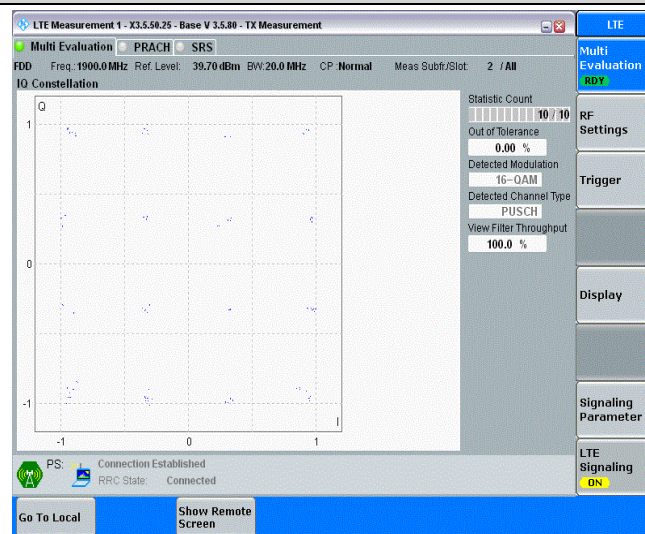 LTE Measurement 1 - X3.5.50.25 - Base V 3.5.80 - TX Measurement
LTE
Multi Evaluation PRACH SRS
Multi
Evaluation
RDY
FDD Freq.:1900.0 MHz Ref. Level: 39.70 dBm BW:20.0 MHz CP :Normal Meas Subfr./Slot: 2 / All
IQ Constellation
Q
1
0
-1
-1 0 1
I
Statistic Count
10 / 10
Out of Tolerance
0.00 %
Detected Modulation
16-QAM
Detected Channel Type
PUSCH
View Filter Throughput
100.0 %
RF
Settings
Trigger
Display
Signaling
Parameter
LTE
Signaling
ON
PS: Connection Established
RRC State: Connected
Go To Local
Show Remote
Screen